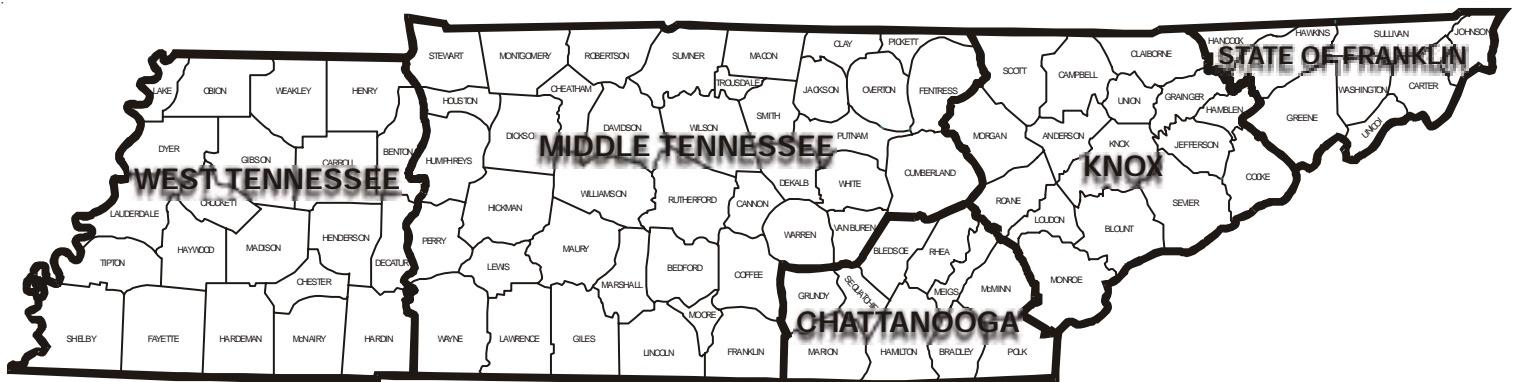 STEWART
MONTGOMERY
ROBERTSON
SUMNER
MACON
CLAY
PICKETT
SCOTT
CAMPBELL
CLAIBORNE
HANCOCK
HAWKINS
SULLIVAN
JOHNSON
STATE OF FRANKLIN
LAKE
OBION
WEAKLEY
HENRY
HOUSTON
CHEATHAM
TROUSDALE
JACKSON
OVERTON
FENTRESS
UNION
GRAINGER
HAMBLEN
GREENE
WASHINGTON
CARTER
UNICOI
DYER
GIBSON
CARROLL
BENTON
HUMPHREYS
DICKSO
DAVIDSON
WILSON
SMITH
PUTNAM
MORGAN
ANDERSON
KNOX
JEFFERSON
MIDDLE TENNESSEE
WEST TENNESSEE
KNOX
COCKE
LAUDERDALE
CROCKETT
HICKMAN
WILLIAMSON
RUTHERFORD
CANNON
DEKALB
WHITE
CUMBERLAND
ROANE
LOUDON
BLOUNT
SEVIER
TIPTON
HAYWOOD
MADISON
HENDERSON
DECATUR
PERRY
LEWIS
MAURY
BEDFORD
COFFEE
WARREN
VAN BUREN
BLEDSOE
RHEA
MONROE
CHESTER
MARSHALL
MOORE
GRUNDY
SEQUATCHIE
MEIGS
McMINN
CHATTANOOGA
SHELBY
FAYETTE
HARDEMAN
McNAIRY
HARDIN
WAYNE
LAWRENCE
GILES
LINCOLN
FRANKLIN
MARION
HAMILTON
BRADLEY
POLK